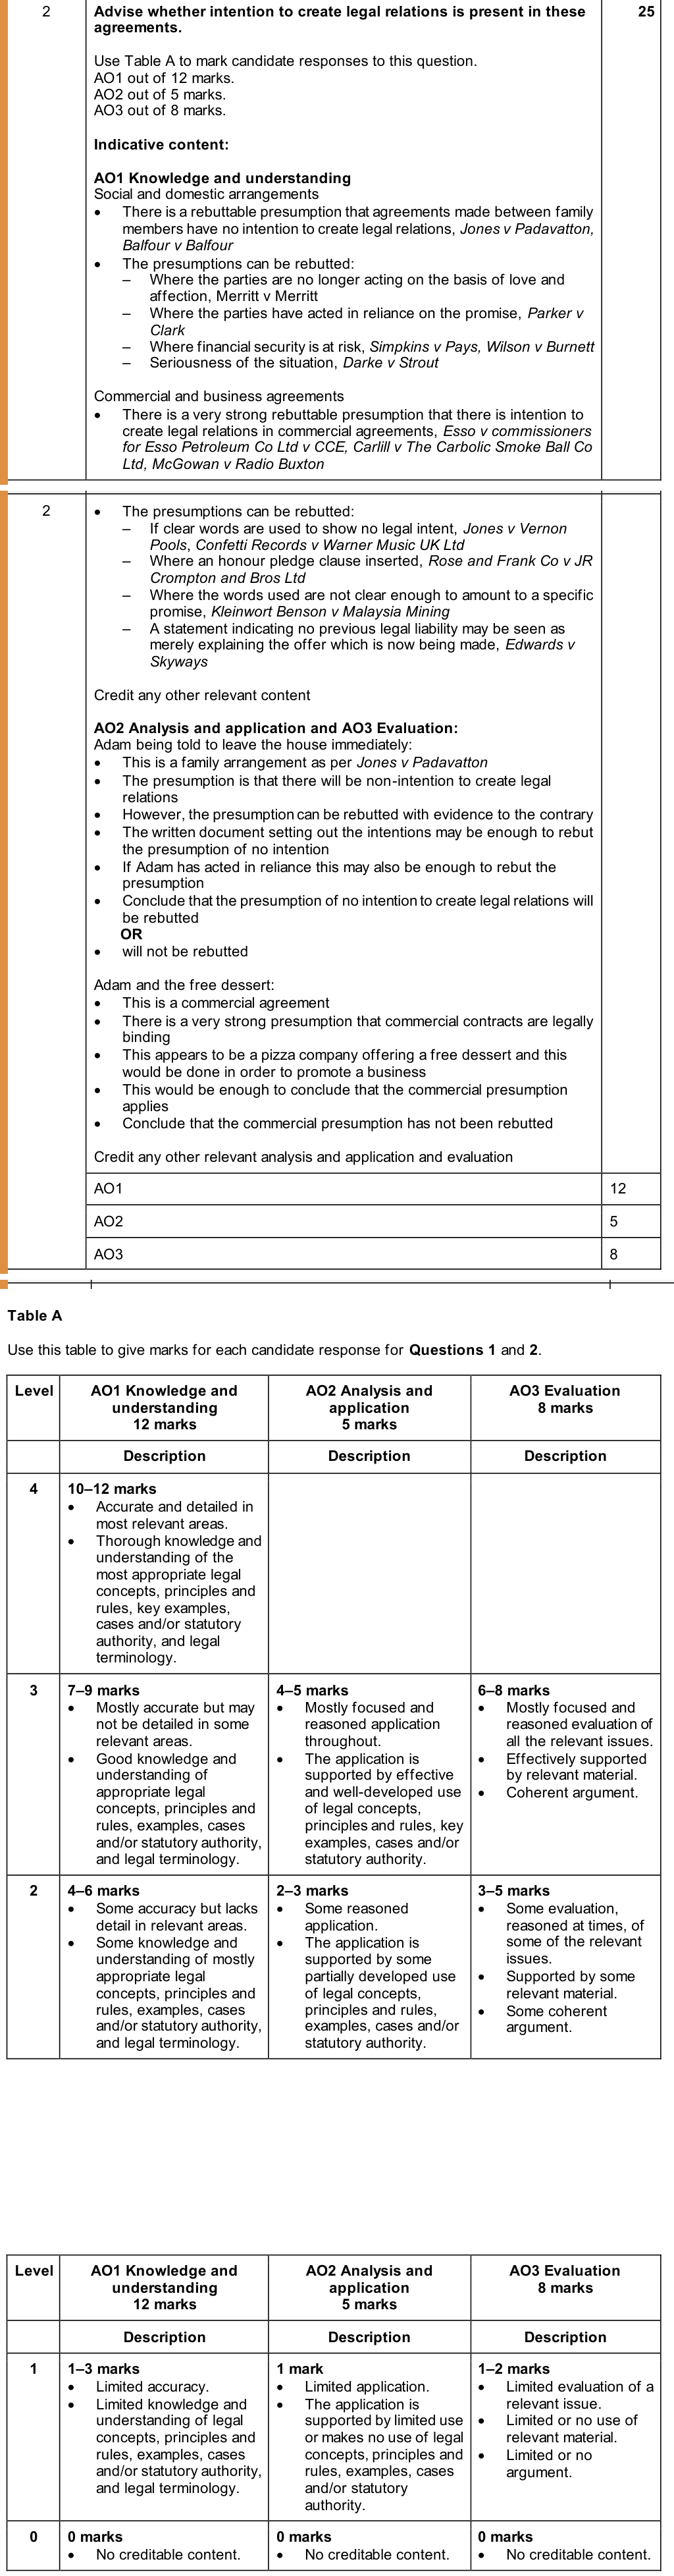 2
Advise whether intention to create legal relations is present in these
agreements.
25
Use Table A to mark candidate responses to this question.
AO1 out of 12 marks.
AO2 out of 5 marks.
AO3 out of 8 marks.
Indicative content:
AO1 Knowledge and understanding
Social and domestic arrangements
• There is a rebuttable presumption that agreements made between family
members have no intention to create legal relations, Jones v Padavatton,
Balfour v Balfour
• The presumptions can be rebutted:
– Where the parties are no longer acting on the basis of love and
affection, Merritt v Merritt
– Where the parties have acted in reliance on the promise, Parker v
Clark
– Where financial security is at risk, Simpkins v Pays, Wilson v Burnett
– Seriousness of the situation, Darke v Strout
Commercial and business agreements
• There is a very strong rebuttable presumption that there is intention to
create legal relations in commercial agreements, Esso v commissioners
for Esso Petroleum Co Ltd v CCE, Carlill v The Carbolic Smoke Ball Co
Ltd, McGowan v Radio Buxton
2
• The presumptions can be rebutted:
– If clear words are used to show no legal intent, Jones v Vernon
Pools, Confetti Records v Warner Music UK Ltd
– Where an honour pledge clause inserted, Rose and Frank Co v JR
Crompton and Bros Ltd
– Where the words used are not clear enough to amount to a specific
promise, Kleinwort Benson v Malaysia Mining
– A statement indicating no previous legal liability may be seen as
merely explaining the offer which is now being made, Edwards v
Skyways
Credit any other relevant content
AO2 Analysis and application and AO3 Evaluation:
Adam being told to leave the house immediately:
• This is a family arrangement as per Jones v Padavatton
• The presumption is that there will be non-intention to create legal
relations
• However, the presumption can be rebutted with evidence to the contrary
• The written document setting out the intentions may be enough to rebut
the presumption of no intention
• If Adam has acted in reliance this may also be enough to rebut the
presumption
• Conclude that the presumption of no intention to create legal relations will
be rebutted
OR
• will not be rebutted
Adam and the free dessert:
• This is a commercial agreement
• There is a very strong presumption that commercial contracts are legally
binding
• This appears to be a pizza company offering a free dessert and this
would be done in order to promote a business
• This would be enough to conclude that the commercial presumption
applies
• Conclude that the commercial presumption has not been rebutted
Credit any other relevant analysis and application and evaluation
AO1 12
AO2 5
AO3 8
Table A
Use this table to give marks for each candidate response for Questions 1 and 2.
Level
AO1 Knowledge and
understanding
12 marks
AO2 Analysis and
application
5 marks
AO3 Evaluation
8 marks
Description
Description
Description
4
10–12 marks
• Accurate and detailed in
most relevant areas.
• Thorough knowledge and
understanding of the
most appropriate legal
concepts, principles and
rules, key examples,
cases and/or statutory
authority, and legal
terminology.
3
7–9 marks
• Mostly accurate but may
not be detailed in some
relevant areas.
• Good knowledge and
understanding of
appropriate legal
concepts, principles and
rules, examples, cases
and/or statutory authority,
and legal terminology.
4–5 marks
• Mostly focused and
reasoned application
throughout.
• The application is
supported by effective
and well-developed use
of legal concepts,
principles and rules, key
examples, cases and/or
statutory authority.
6–8 marks
• Mostly focused and
reasoned evaluation of
all the relevant issues.
• Effectively supported
by relevant material.
• Coherent argument.
2
4–6 marks
• Some accuracy but lacks
detail in relevant areas.
• Some knowledge and
understanding of mostly
appropriate legal
concepts, principles and
rules, examples, cases
and/or statutory authority,
and legal terminology.
2–3 marks
• Some reasoned
application.
• The application is
supported by some
partially developed use
of legal concepts,
principles and rules,
examples, cases and/or
statutory authority.
3–5 marks
• Some evaluation,
reasoned at times, of
some of the relevant
issues.
• Supported by some
relevant material.
• Some coherent
argument.
Level
AO1 Knowledge and
understanding
12 marks
AO2 Analysis and
application
5 marks
AO3 Evaluation
8 marks
Description
Description
Description
1
1–3 marks
• Limited accuracy.
• Limited knowledge and
understanding of legal
concepts, principles and
rules, examples, cases
and/or statutory authority,
and legal terminology.
1 mark
• Limited application.
• The application is
supported by limited use
or makes no use of legal
concepts, principles and
rules, examples, cases
and/or statutory
authority.
1–2 marks
• Limited evaluation of a
relevant issue.
• Limited or no use of
relevant material.
• Limited or no
argument.
0
0 marks
• No creditable content.
0 marks
• No creditable content.
0 marks
• No creditable content.